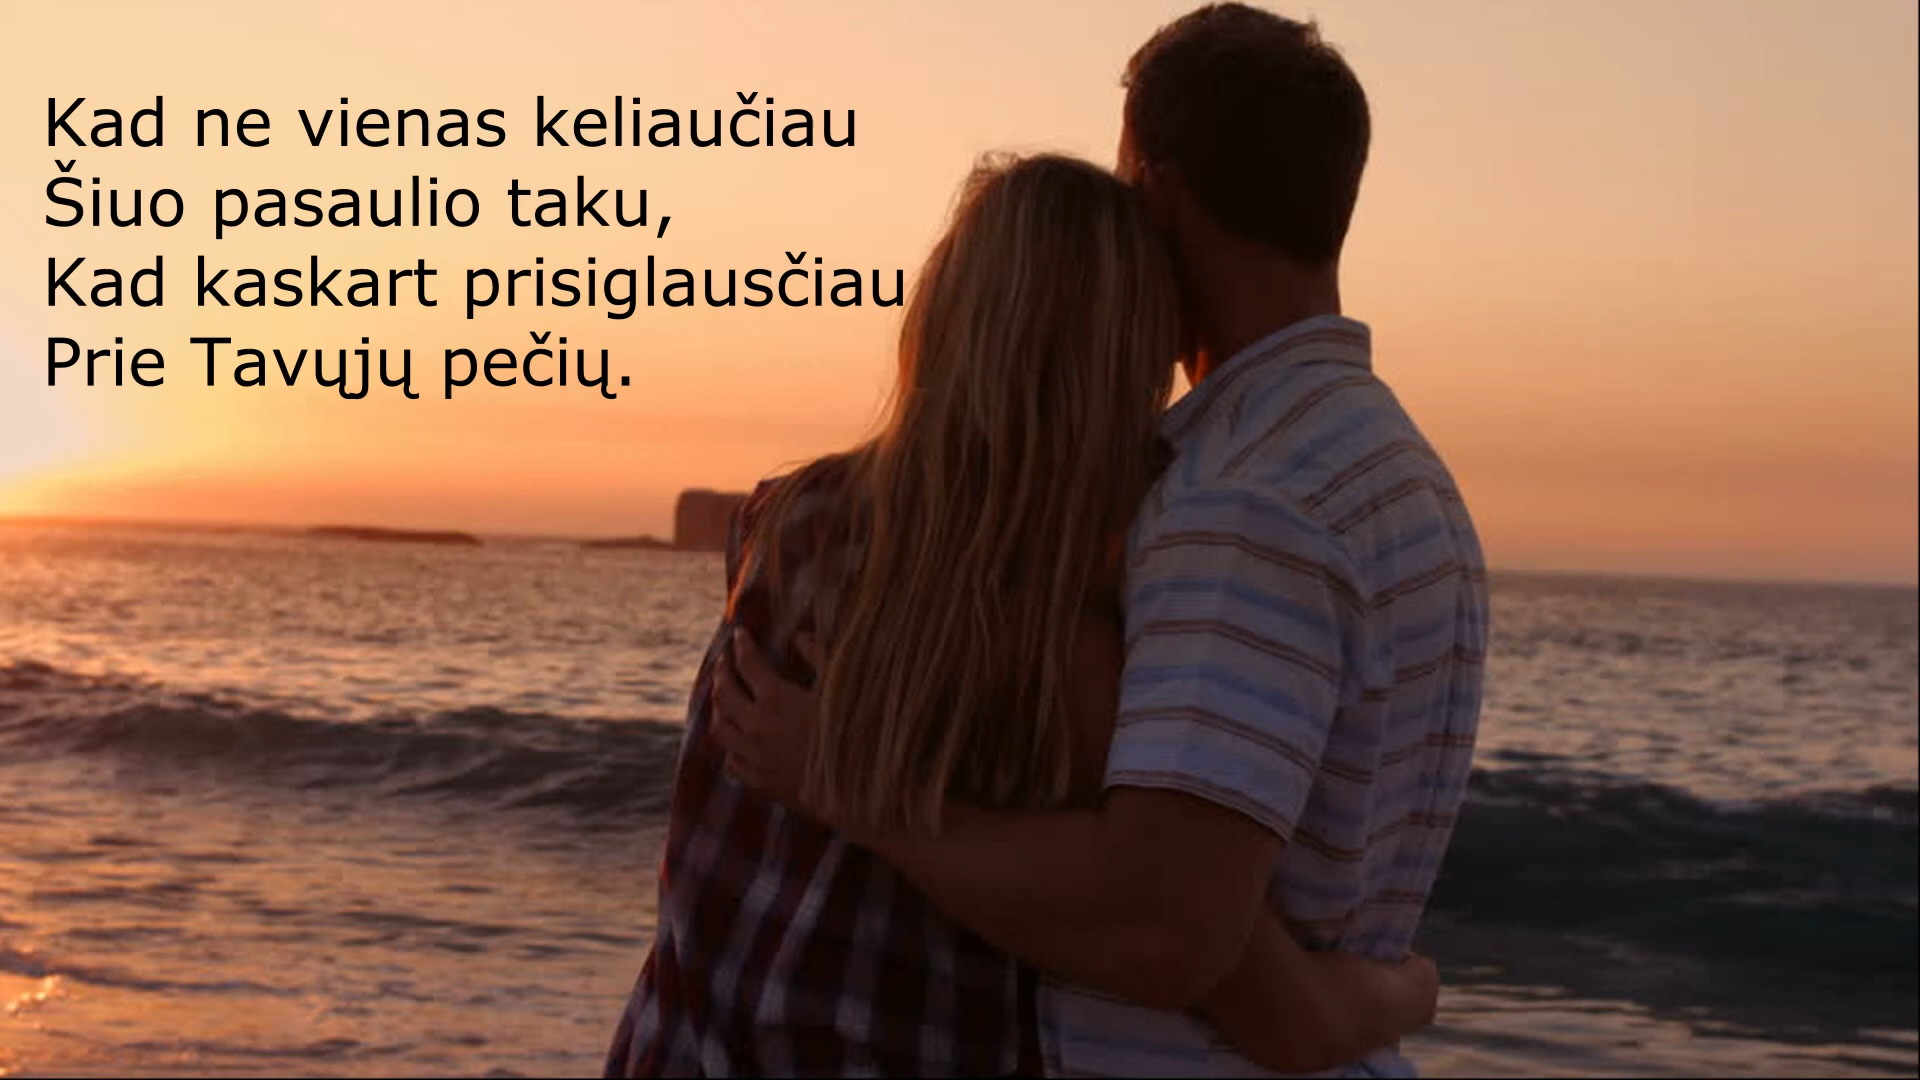 Kad ne vienas keliaučiau
Šiuo pasaulio taku,
Kad kaskart prisiglausčiau
Prie Tavųjų pečių.